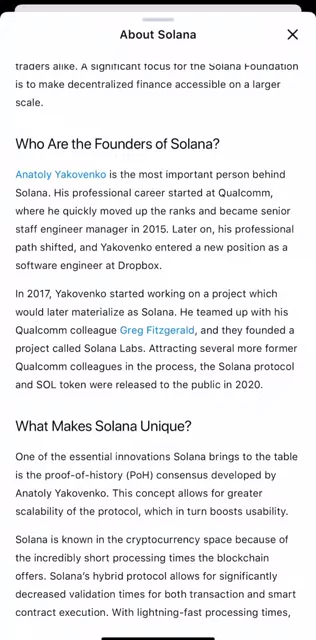 About Solana
traders alike. A significant focus for the Solana Foundation
is to make decentralized finance accessible on a larger
scale.
Who Are the Founders of Solana?
Anatoly Yakovenko is the most important person behind
Solana. His professional career started at Qualcomm,
where he quickly moved up the ranks and became senior
staff engineer manager in 2015. Later on, his professional
path shifted, and Yakovenko entered a new position as a
software engineer at Dropbox.
In 2017, Yakovenko started working on a project which
would later materialize as Solana. He teamed up with his
Qualcomm colleague Greg Fitzgerald, and they founded a
project called Solana Labs. Attracting several more former
Qualcomm colleagues in the process, the Solana protocol
and SOL token were released to the public in 2020.
What Makes Solana Unique?
One of the essential innovations Solana brings to the table
is the proof-of-history (PoH) consensus developed by
Anatoly Yakovenko. This concept allows for greater
scalability of the protocol, which in turn boosts usability.
Solana is known in the cryptocurrency space because of
the incredibly short processing times the blockchain
offers. Solana's hybrid protocol allows for significantly
decreased validation times for both transaction and smart
contract execution. With lightning-fast processing times,